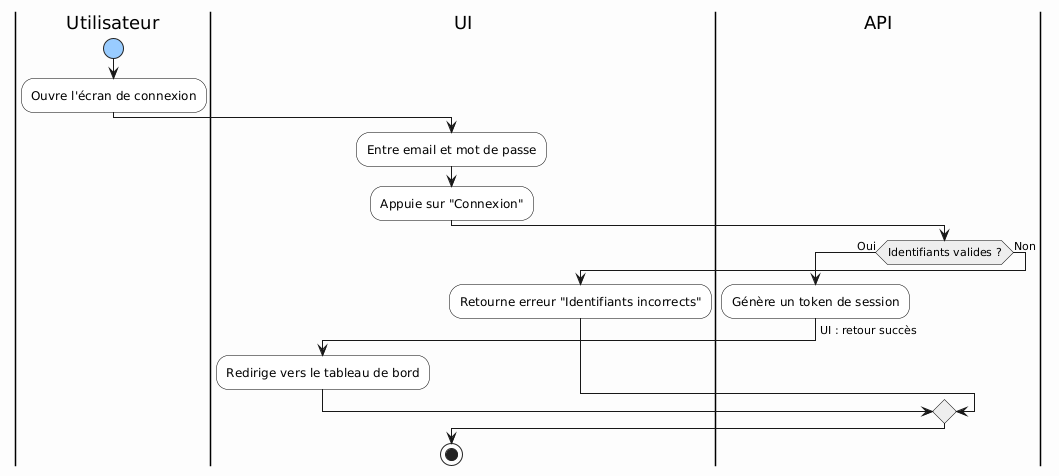 Utilisateur
UI
API
Ouvre l'écran de connexion
Entre email et mot de passe
Appuie sur "Connexion"
Oui
Identifiants valides ?
Non
Retourne erreur "Identifiants incorrects"
Génère un token de session
UI : retour succès
Redirige vers le tableau de bord